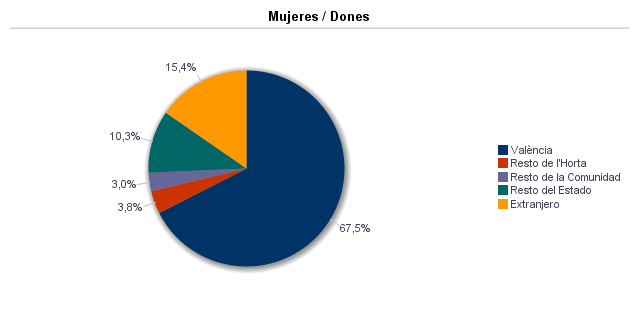 Mujeres / Dones
15,4%
10,3%
3,0%
3,8%
67,5%
València
Resto de l'Horta
Resto de la Comunidad
Resto del Estado
Extranjero